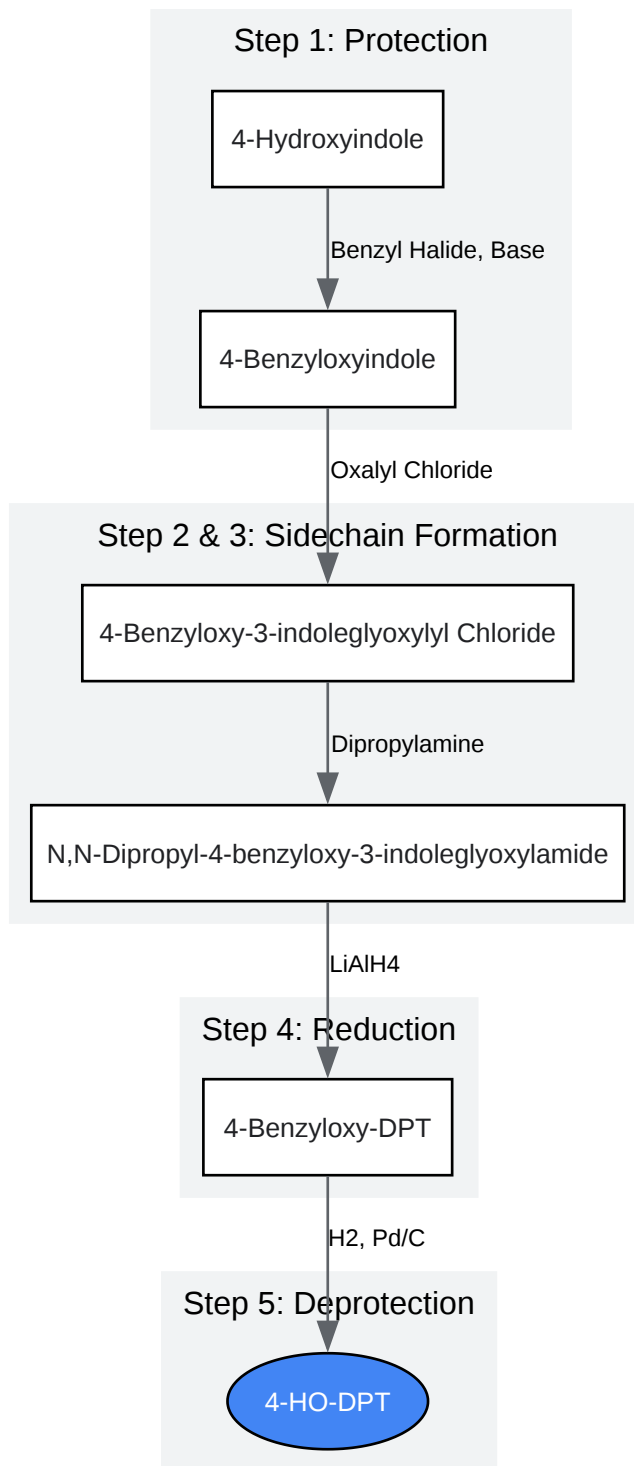 Step 1: Protection
4-Hydroxyindole
Benzyl Halide, Base
4-Benzyloxyindole
Oxalyl Chloride
Step 2 & 3: Sidechain Formation
4-Benzyloxy-3-indoleglyoxylyl Chloride
Dipropylamine
N,N-Dipropyl-4-benzyloxy-3-indoleglyoxylamide
LiAlH4
Step 4: Reduction
4-Benzyloxy-DPT
H2, Pd/C
Step 5: Deprotection
4-HO-DPT